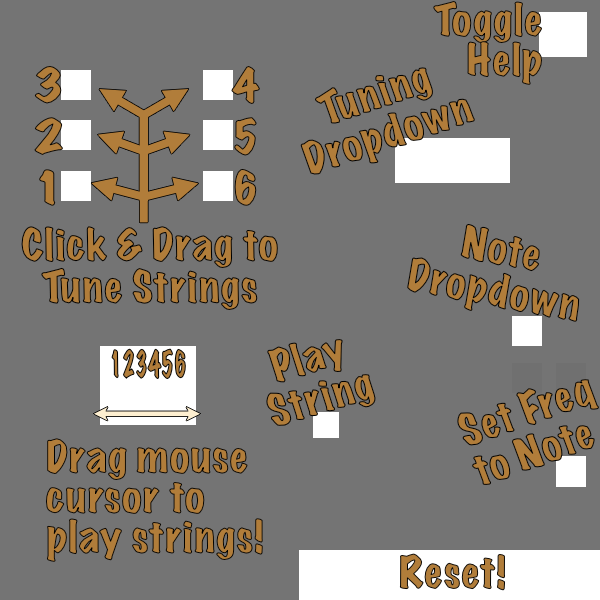 Toggle
Help
3 4
2 5
1 6
Click & Drag to
Tune Strings
Tuning
Dropdown
Note
Dropdown
123456
Drag mouse
cursor to
play strings!
Play
String
Set Freq
to Note
Reset!